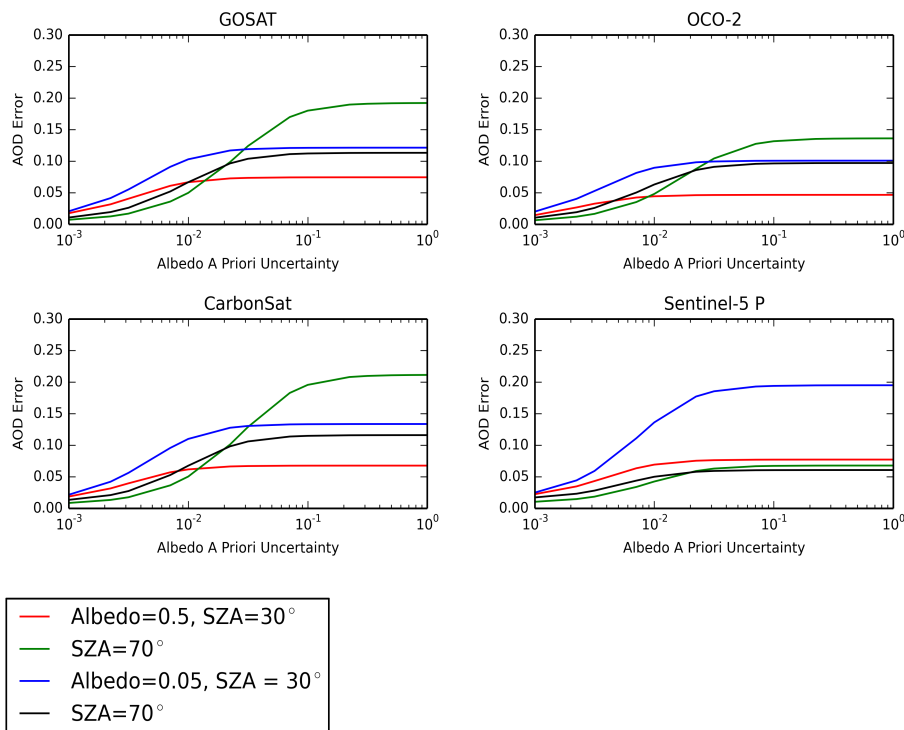 GOSAT
0.30
0.25
0.20
0.15
0.10
0.05
0.00
AOD Error
10^-3 10^-2 10^-1 10^0
Albedo A Priori Uncertainty
OCO-2
0.30
0.25
0.20
0.15
0.10
0.05
0.00
AOD Error
10^-3 10^-2 10^-1 10^0
Albedo A Priori Uncertainty
CarbonSat
0.30
0.25
0.20
0.15
0.10
0.05
0.00
AOD Error
10^-3 10^-2 10^-1 10^0
Albedo A Priori Uncertainty
Sentinel-5 P
0.30
0.25
0.20
0.15
0.10
0.05
0.00
AOD Error
10^-3 10^-2 10^-1 10^0
Albedo A Priori Uncertainty
Albedo=0.5, SZA=30°
SZA=70°
Albedo=0.05, SZA = 30°
SZA=70°